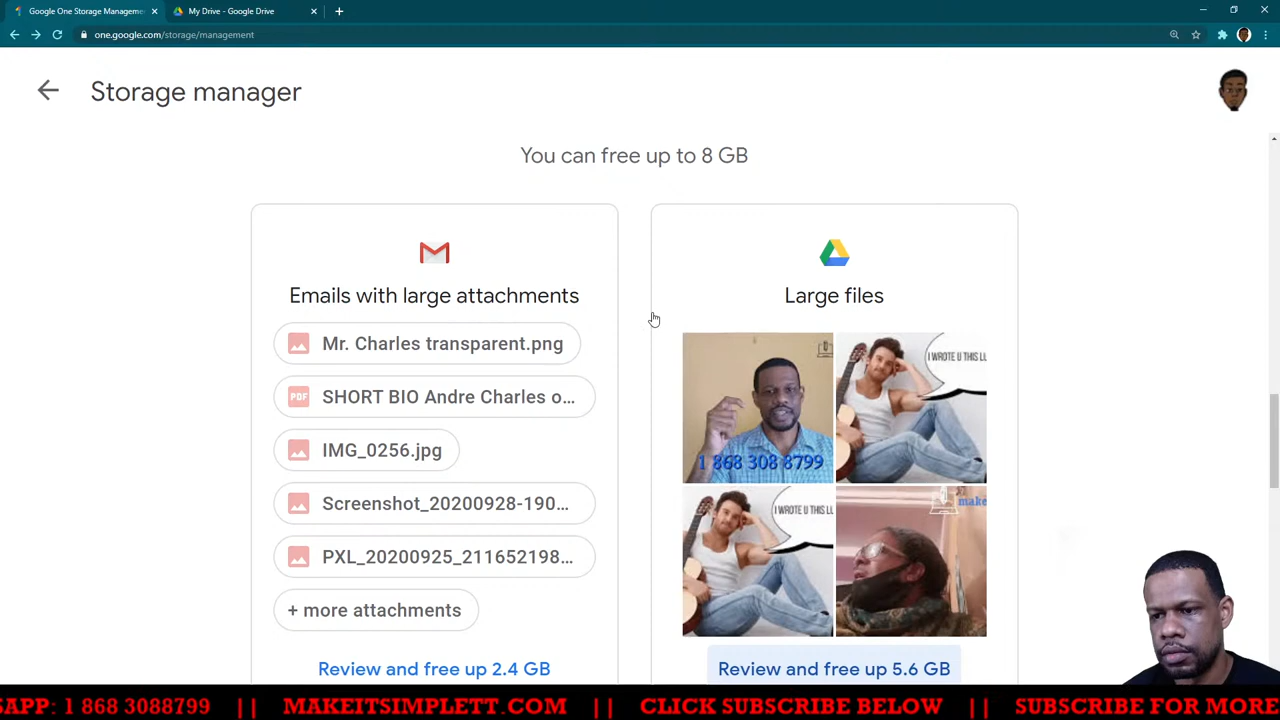 Google One Storage Manageme
My Drive - Google Drive
one.google.com/storage/management
Storage manager
You can free up to 8 GB
Emails with large attachments
Mr. Charles transparent.png
PDF SHORT BIO Andre Charles o...
IMG_0256.jpg
Screenshot_20200928-190...
PXL_20200925_211652198...
+ more attachments
Review and free up 2.4 GB
Large files
1 868 308 8799
I WROTE U THIS LU
I WROTE U THIS LU
make
Review and free up 5.6 GB
SAPP: 1 868 3088799 || MAKEITSIMPLETT.COM || CLICK SUBSCRIBE BELOW || SUBSCRIBE FOR MORE